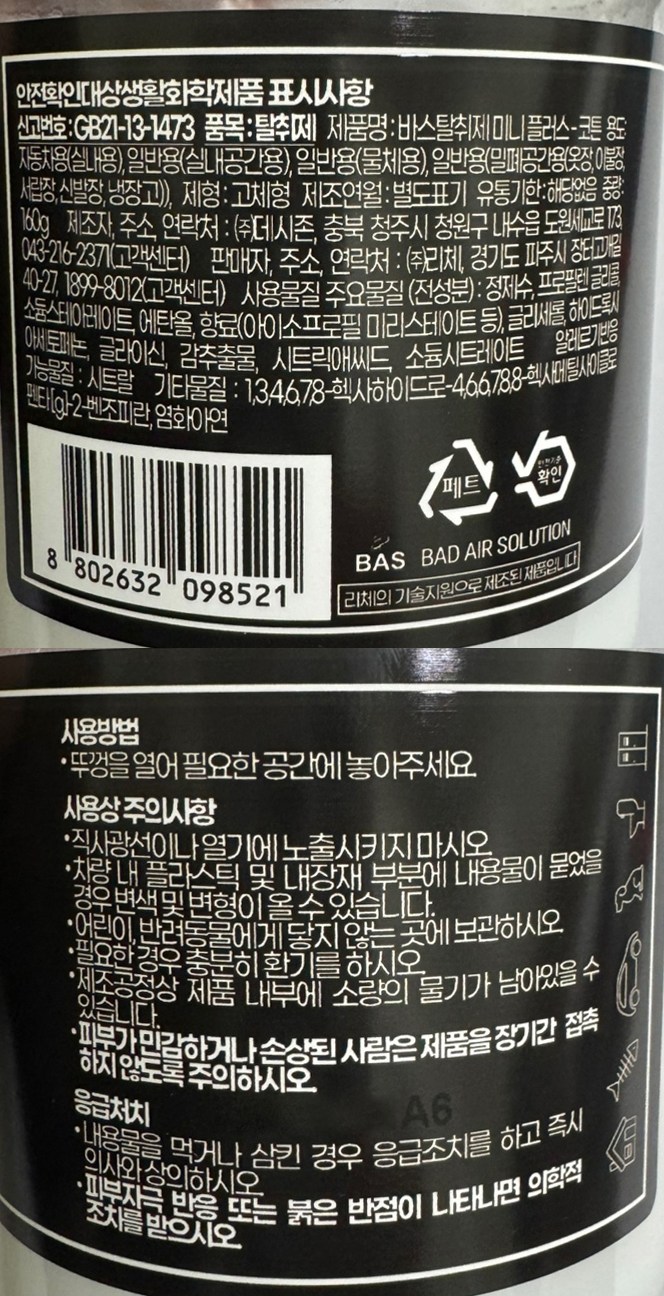 안전확인대상생활화학제품 표시사항
신고번호 : GB21-13-1473 품목 : 탈취제 제품명 : 바스탈취제 미니 플러스 - 코튼 용도:
자동차용(실내용), 일반용(실내공간용), 일반용(물체용), 일반용(밀폐공간용(옷장, 이불장,
서랍장, 신발장, 냉장고)), 제형 : 고체형 제조연월 : 별도표기 유통기한 : 해당없음 중량 :
160g 제조자, 주소, 연락처 : ㈜데시존, 충북 청주시 청원구 내수읍 도원세교로 173,
043-216-2371(고객센터) 판매자, 주소, 연락처 : ㈜리체, 경기도 파주시 장터고개길
40-27, 1899-8012(고객센터) 사용물질 주요물질 (전성분) : 정제수, 프로필렌 글리콜,
소듐스테아레이트, 에탄올, 향료(아이소프로필 미리스테이트 등), 글리세롤, 하이드록시
아세토페논, 글라이신, 감추출물, 시트릭애씨드, 소듐시트레이트 알레르기반응
가능물질 : 시트랄 기타물질 : 1,3,4,6,7,8-헥사하이드로-4,6,6,7,8,8-헥사메틸사이클로
펜타[g]-2-벤조피란, 염화아연
페트
안전기준
확인
8 802632 098521
BAS BAD AIR SOLUTION
리체의 기술지원으로 제조된 제품입니다
사용방법
• 뚜껑을 열어 필요한 공간에 놓아주세요.
사용상 주의사항
• 직사광선이나 열기에 노출시키지 마시오.
• 차량 내 플라스틱 및 내장재 부분에 내용물이 묻었을
경우 변색 및 변형이 올 수 있습니다.
• 어린이, 반려동물에게 닿지 않는 곳에 보관하시오.
• 필요한 경우 충분히 환기를 하시오.
• 제조공정상 제품 내부에 소량의 물기가 남아있을 수
있습니다.
• 피부가 민감하거나 손상된 사람은 제품을 장기간 접촉
하지 않도록 주의하시오.
응급처치
A6
• 내용물을 먹거나 삼킨 경우 응급조치를 하고 즉시
의사와 상의하시오.
• 피부자극 반응 또는 붉은 반점이 나타나면 의학적
조치를 받으시오.